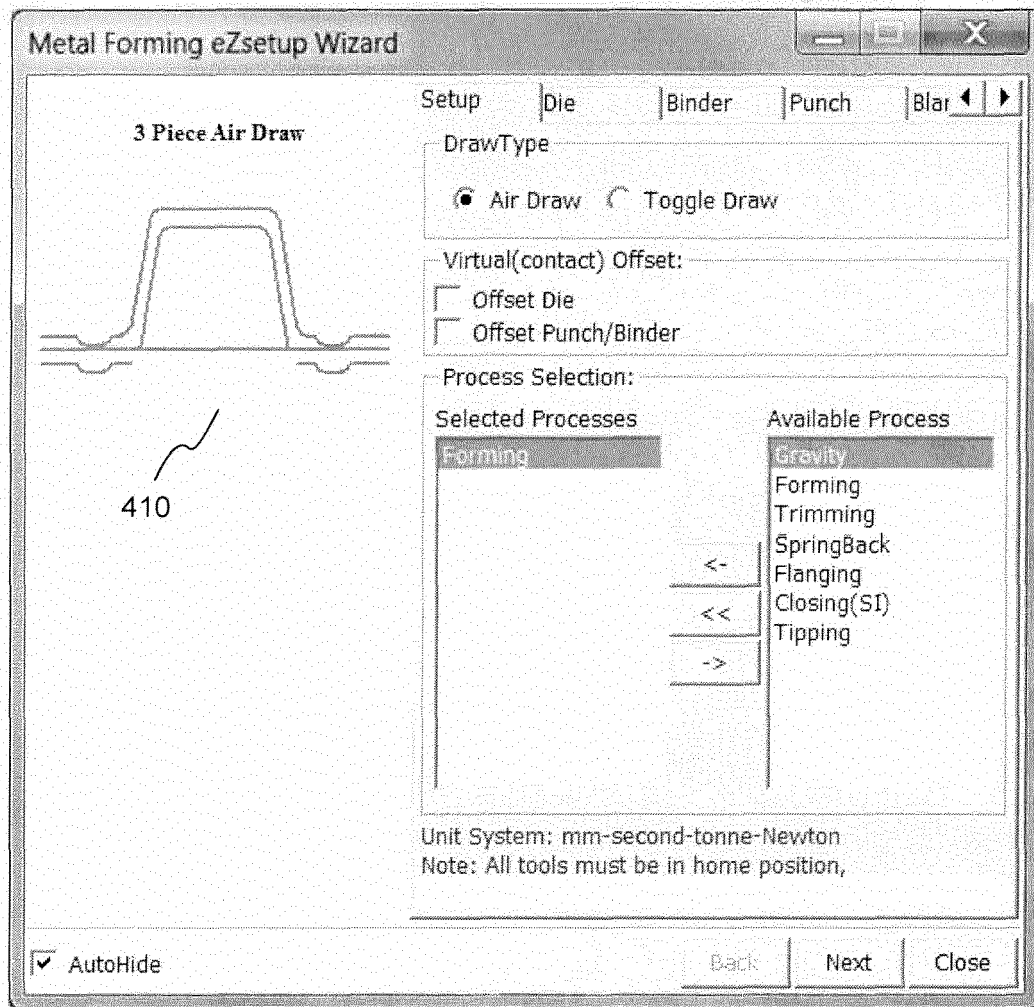 Metal Forming eZsetup Wizard
3 Piece Air Draw
410
Setup Die Binder Punch Blar
DrawType
Air Draw Toggle Draw
Virtual(contact) Offset:
Offset Die
Offset Punch/Binder
Process Selection:
Selected Processes Available Process
Forming
Gravity
Forming
Trimming
SpringBack
Flanging
Closing(SI)
Tipping
<-
<<
->
Unit System: mm-second-tonne-Newton
Note: All tools must be in home position,
AutoHide Back Next Close